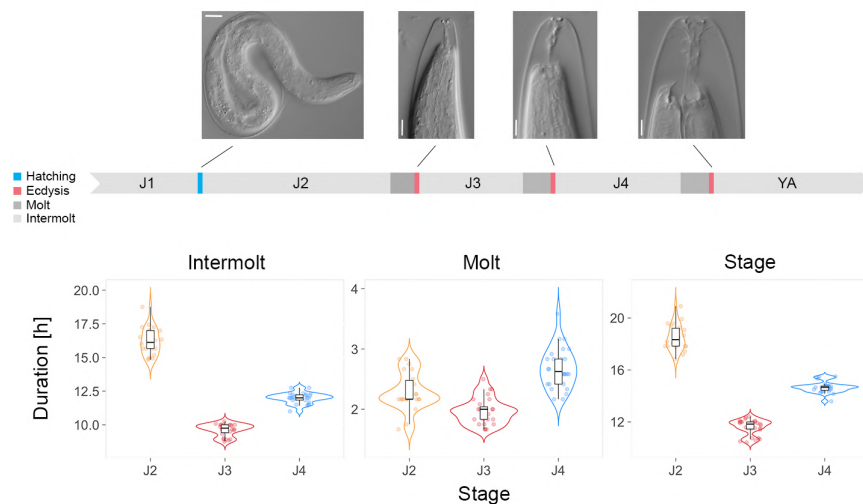 Hatching
Ecdysis
Molt
Intermolt
J1 J2 J3 J4 YA
Intermolt Molt Stage
Duration [h]
20.0
17.5
15.0
12.5
10.0
J2 J3 J4
4
3
2
J2 J3 J4
20
16
12
J2 J3 J4
Stage